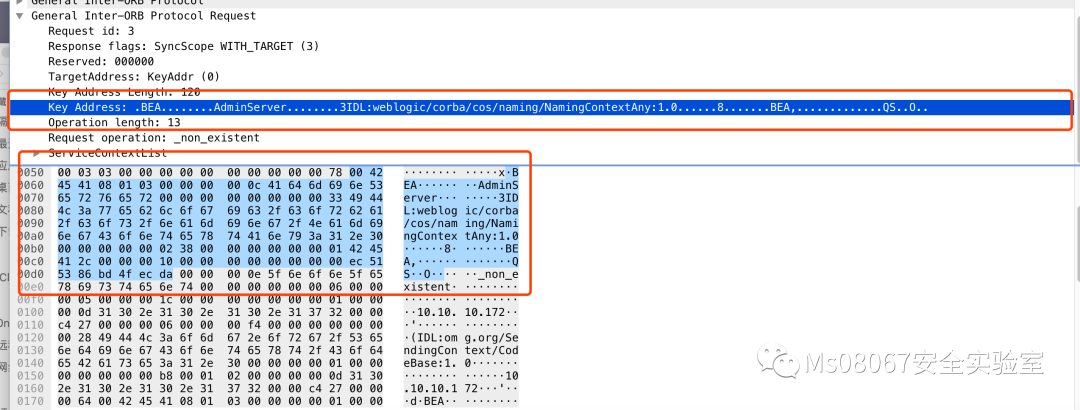 General Inter-ORB Protocol
General Inter-ORB Protocol Request
Request id: 3
Response flags: SyncScope WITH_TARGET (3)
Reserved: 000000
TargetAddress: KeyAddr (0)
Key Address Length: 120
Key Address: .BEA........AdminServer........3IDL:weblogic/corba/cos/naming/NamingContextAny:1.0......8.......BEA,.............QS..O..
Operation length: 13
Request operation: _non_existent
ServiceContextList
0050 00 03 03 00 00 00 00 00 00 00 00 00 00 78 00 42 ········ ·····x·B
0060 45 41 08 01 03 00 00 00 00 0c 41 64 6d 69 6e 53 EA······ ··AdminS
0070 65 72 76 65 72 00 00 00 00 00 00 00 00 33 49 44 erver··· ·····3ID
0080 4c 3a 77 65 62 6c 6f 67 69 63 2f 63 6f 72 62 61 L:weblog ic/corba
0090 2f 63 6f 73 2f 6e 61 6d 69 6e 67 2f 4e 61 6d 69 /cos/nam ing/Nami
00a0 6e 67 43 6f 6e 74 65 78 74 41 6e 79 3a 31 2e 30 ngContex tAny:1.0
00b0 00 00 00 00 00 02 38 00 00 00 00 00 00 01 42 45 ······8· ······BE
00c0 41 2c 00 00 00 10 00 00 00 00 00 00 00 00 ec 51 A,······ ·······Q
00d0 53 86 bd 4f ec da 00 00 00 00 0e 5f 6e 6f 6e 5f 65 S··O···· ···_non_e
00e0 78 69 73 74 65 6e 74 00 00 00 00 00 00 06 00 00 xistent· ········
00f0 00 05 00 00 00 1c 00 00 00 00 00 00 01 00 00 ········ ········
0100 00 0d 31 30 2e 31 30 2e 31 30 2e 31 37 32 00 00 ··10.10. 10.172··
0110 c4 27 00 00 00 06 00 00 00 f4 00 00 00 00 ·'······ ········
0120 00 28 49 44 4c 3a 6f 6d 67 2e 6f 72 67 2f 53 65 ·(IDL:om g.org/Se
0130 6e 64 69 6e 67 43 6f 6e 74 65 78 74 2f 43 6f 64 ndingCon text/Cod
0140 65 42 61 73 65 3a 31 2e 30 00 00 00 00 01 00 00 eBase:1. 0·······
0150 00 00 00 00 00 b8 00 01 02 00 00 00 00 0d 31 30 ········ ······10
0160 2e 31 30 2e 31 30 2e 31 37 32 00 00 c4 27 00 00 .10.10.1 72···'··
0170 00 64 00 42 45 41 08 01 03 00 00 00 00 01 00 00 ·d·BEA·· ········
Ms08067安全实验室